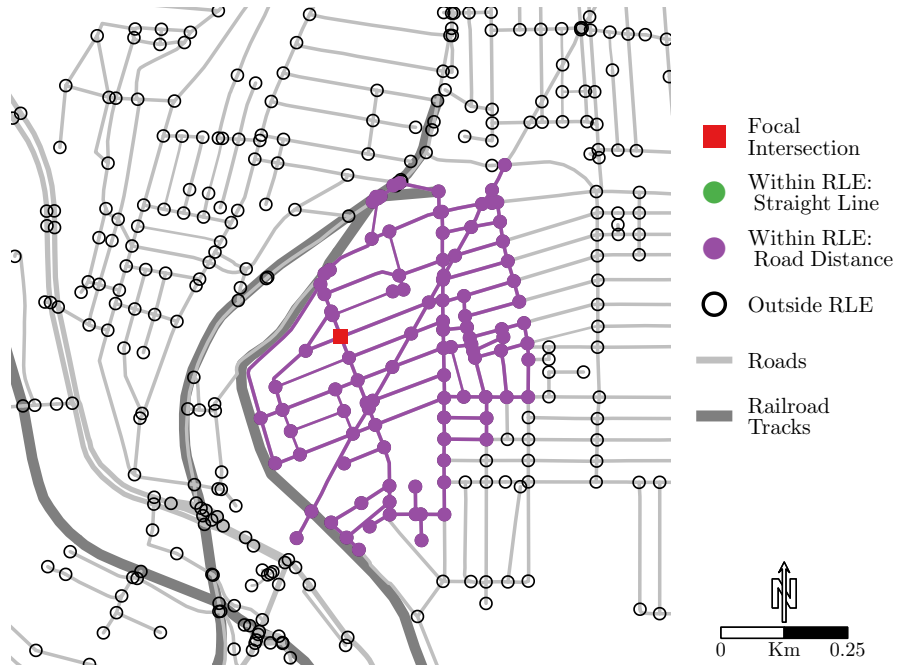 Focal
Intersection
Within RLE:
Straight Line
Within RLE:
Road Distance
Outside RLE
Roads
Railroad
Tracks
N
0 Km 0.25